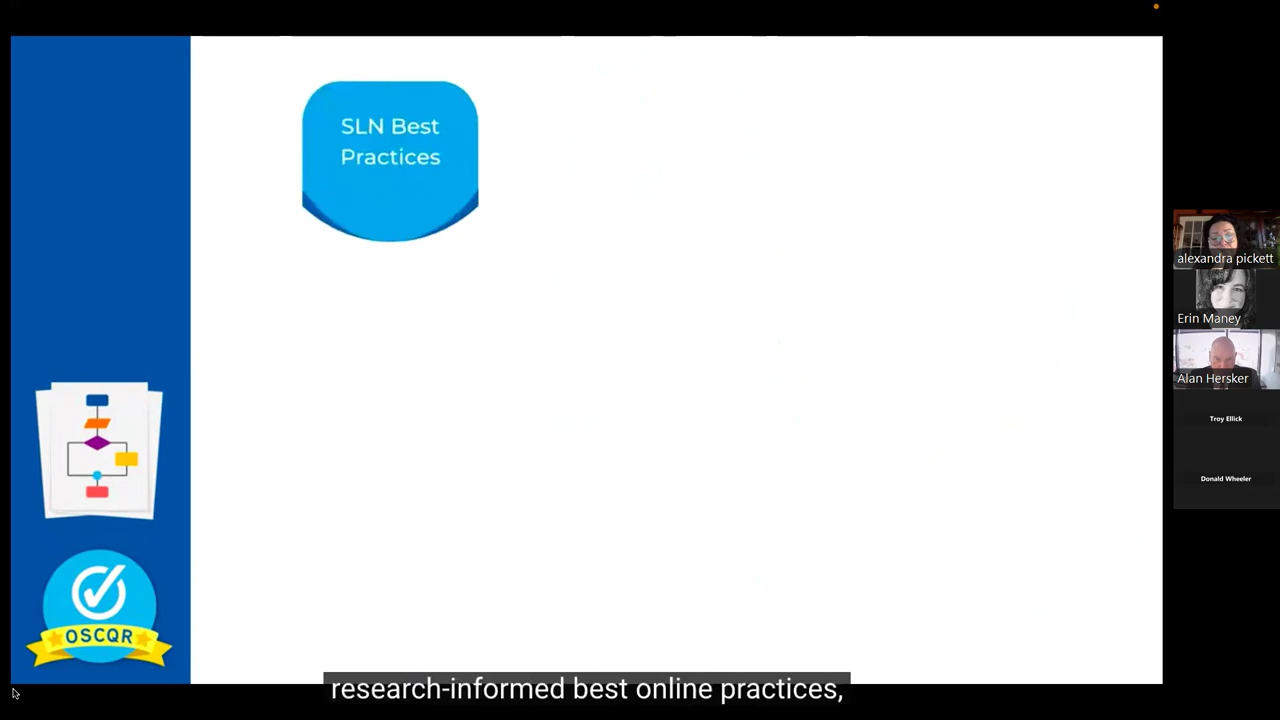 SLN Best
Practices
alexandra pickett
Erin Maney
Alan Hersker
Troy Ellick
Donald Wheeler
OSCQR
research-informed best online practices,